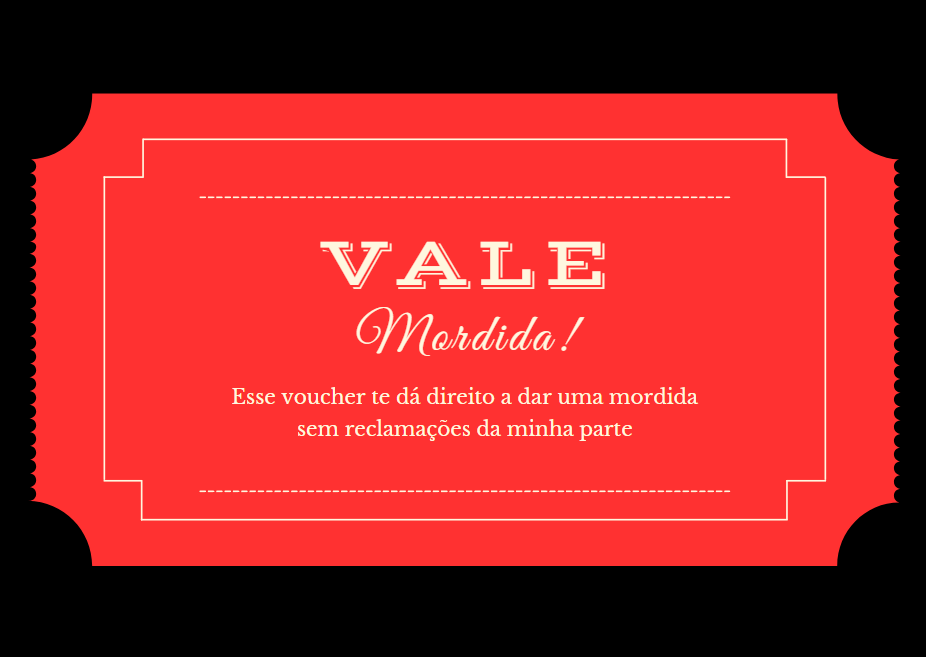 VALE
Mordida!
Esse voucher te dá direito a dar uma mordida
sem reclamações da minha parte